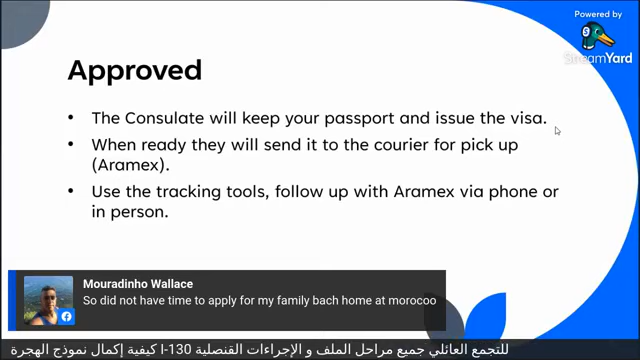 Powered by
StreamYard
Approved
• The Consulate will keep your passport and issue the visa.
• When ready they will send it to the courier for pick up
(Aramex).
• Use the tracking tools, follow up with Aramex via phone or
in person.
Mouradinho Wallace
So did not have time to apply for my family bach home at morocoo
كيفية إكمال نموذج الهجرة I-130 للتجمع العائلي جميع مراحل الملف و الإجراءات القنصلية